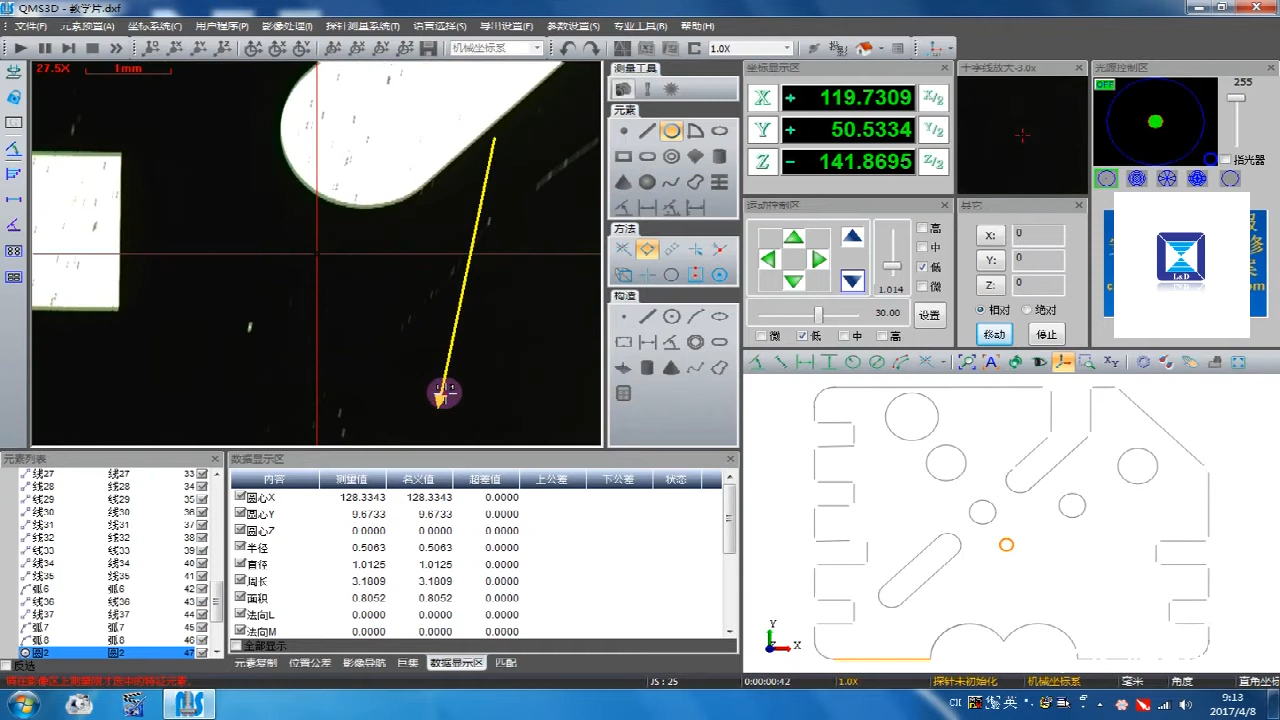 QMS3D - 教学片.dxf
文件(F) 元素预置(A) 坐标系统(C) 用户程序(P) 影像处理(I) 探针测量系统(T) 语言选择(S) 导出设置(F) 参数设置(S) 专业工具(B) 帮助(H)
机械坐标系 1.0X
27.5X 1mm
测量工具
元素
方法
构造
坐标显示区
X + 119.7309 X/2
Y + 50.5334 Y/2
Z - 141.8695 Z/2
十字线放大-3.0x
光源控制区
OFF 255
指光器
运动控制区
高
中
低
微
1.014
30.00 设置
微 低 中 高
其它
X: 0
Y: 0
Z: 0
相对 绝对
移动 停止
L&D
元素列表
线27 线27 33
线28 线28 34
线29 线29 35
线30 线30 36
线31 线31 37
线32 线32 38
线33 线33 39
线34 线34 40
线35 线35 41
弧6 弧6 42
线36 线36 43
线37 线37 44
弧7 弧7 45
弧8 弧8 46
圆2 圆2 47
反选
数据显示区
内容 测量值 名义值 超差值 上公差 下公差 状态
圆心X 128.3343 128.3343 0.0000
圆心Y 9.6733 9.6733 0.0000
圆心Z 0.0000 0.0000 0.0000
半径 0.5063 0.5063 0.0000
直径 1.0125 1.0125 0.0000
周长 3.1809 3.1809 0.0000
面积 0.8052 0.8052 0.0000
法向L 0.0000 0.0000 0.0000
法向M 0.0000 0.0000 0.0000
全部显示
元素复制 位置公差 影像导航 巨集 数据显示区 匹配
Y
Z X
请在影像区上测量刚才选中的特征元素.
JS : 25 0:00:00:42 1.0X 探针未初始化 机械坐标系 毫米 角度 直角坐标
9:13
2017/4/8